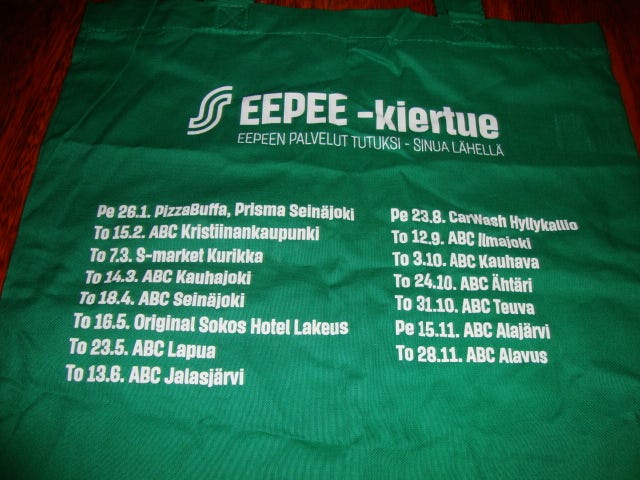 EEPEE -kiertue
EEPEEN PALVELUT TUTUKSI - SINUA LÄHELLÄ
Pe 26.1. PizzaBuffa, Prisma Seinäjoki
To 15.2. ABC Kristiinankaupunki
To 7.3. S-market Kurikka
To 14.3. ABC Kauhajoki
To 18.4. ABC Seinäjoki
To 16.5. Original Sokos Hotel Lakeus
To 23.5. ABC Lapua
To 13.6. ABC Jalasjärvi
Pe 23.8. CarWash Hyllykallio
To 12.9. ABC Ilmajoki
To 3.10. ABC Kauhava
To 24.10. ABC Ähtäri
To 31.10. ABC Teuva
Pe 15.11. ABC Alajärvi
To 28.11. ABC Alavus